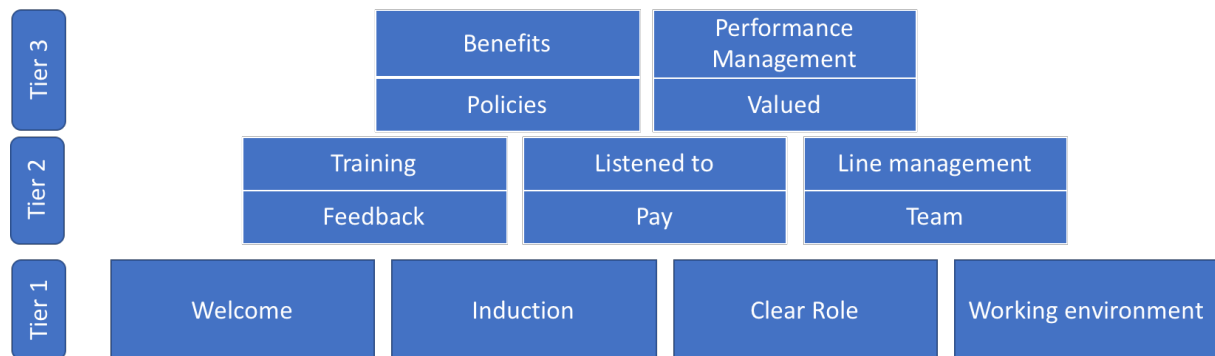 Tier 3
Benefits
Performance
Management
Policies
Valued
Tier 2
Training
Listened to
Line management
Feedback
Pay
Team
Tier 1
Welcome
Induction
Clear Role
Working environment